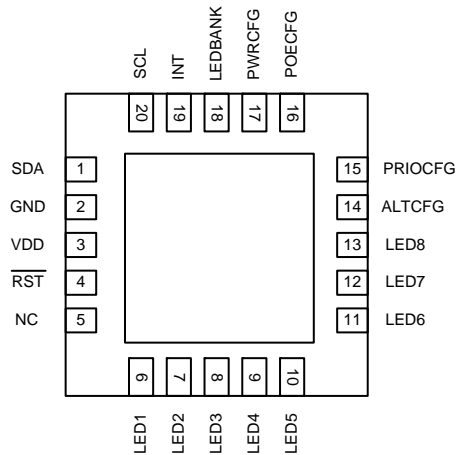 SCL
INT
LEDBANK
PWRCFG
POECFG
20
19
18
17
16
SDA 1
GND 2
VDD 3
RST 4
NC 5
15 PRIOCFG
14 ALTCFG
13 LED8
12 LED7
11 LED6
6
7
8
9
10
LED1
LED2
LED3
LED4
LED5